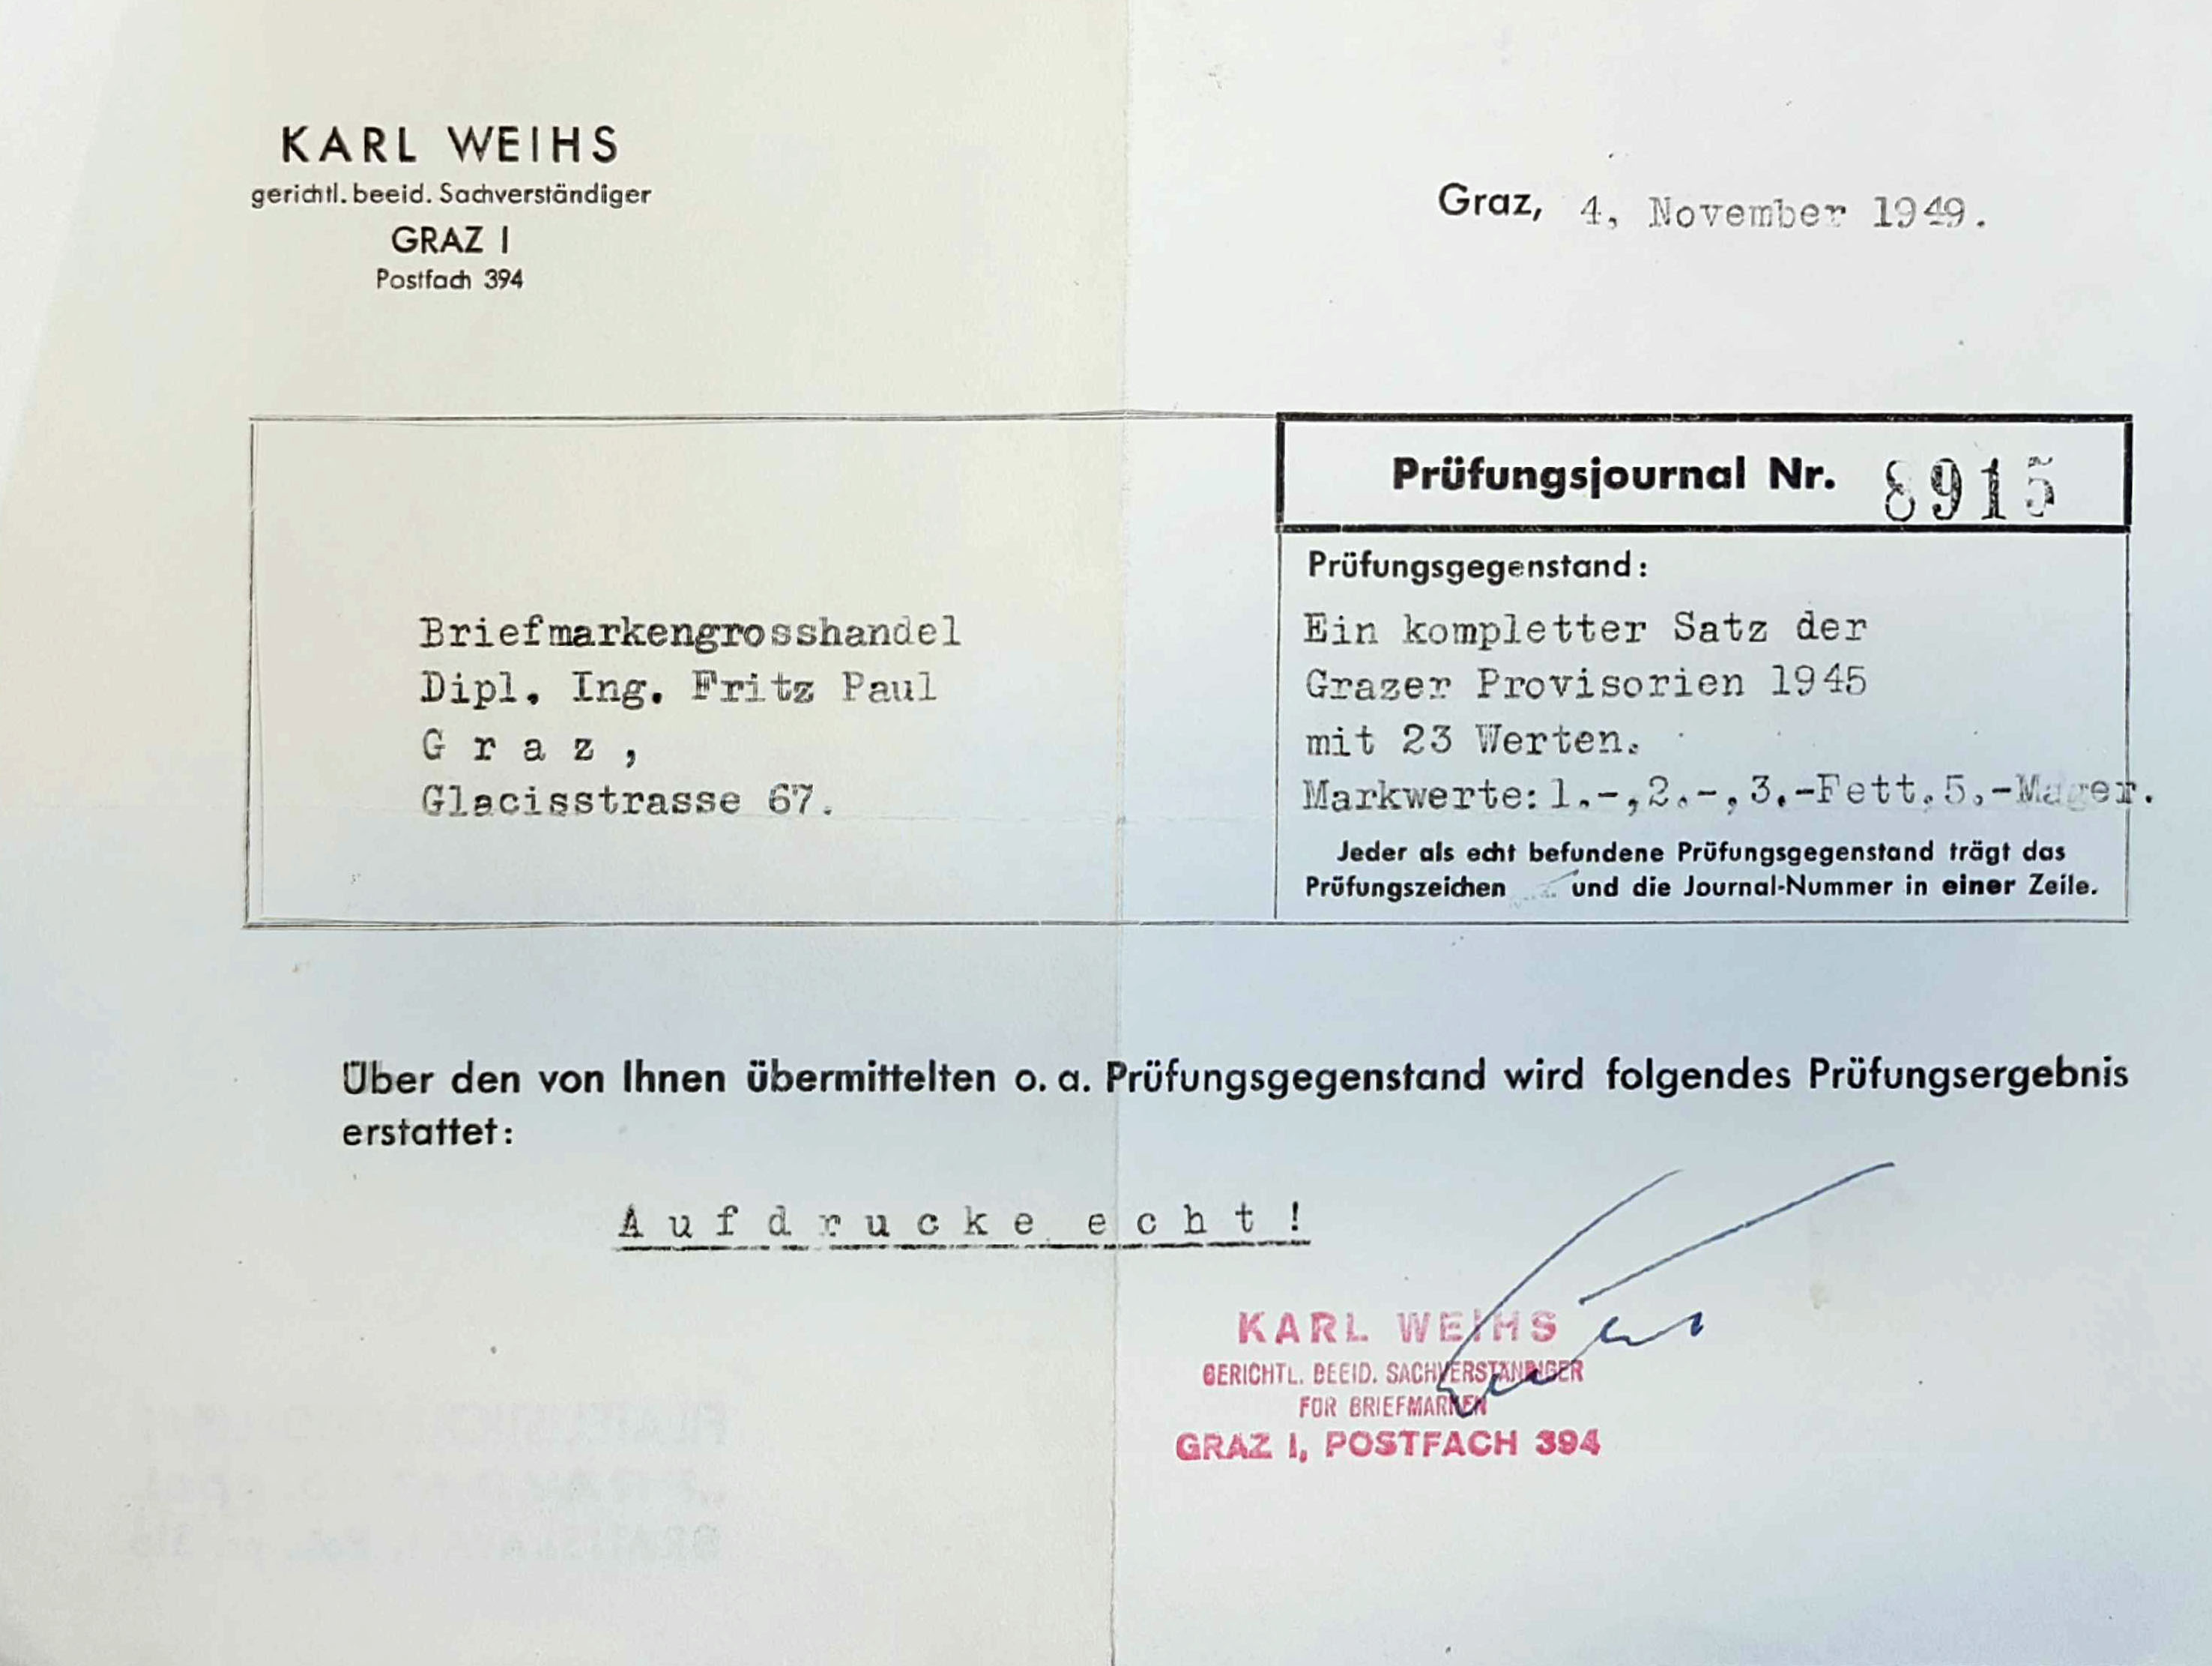 KARL WEIHS
gerichtl. beeid. Sachverständiger
GRAZ I
Postfach 394
Graz, 4, November 1949.
Prüfungsjournal Nr. 8915
Prüfungsgegenstand:
Ein kompletter Satz der
Grazer Provisorien 1945
mit 23 Werten.
Markwerte:1.-,2.-,3.-Fett.5.-Mager.
Jeder als echt befundene Prüfungsgegenstand trägt das
Prüfungszeichen und die Journal-Nummer in einer Zeile.
Briefmarkengrosshandel
Dipl. Ing. Fritz Paul
G r a z ,
Glacisstrasse 67.
Über den von Ihnen übermittelten o. a. Prüfungsgegenstand wird folgendes Prüfungsergebnis
erstattet:
A u f d r u c k e  e c h t !
KARL WEIHS
GERICHTL. BEEID. SACHVERSTÄNDIGER
FÜR BRIEFMARKEN
GRAZ I, POSTFACH 394